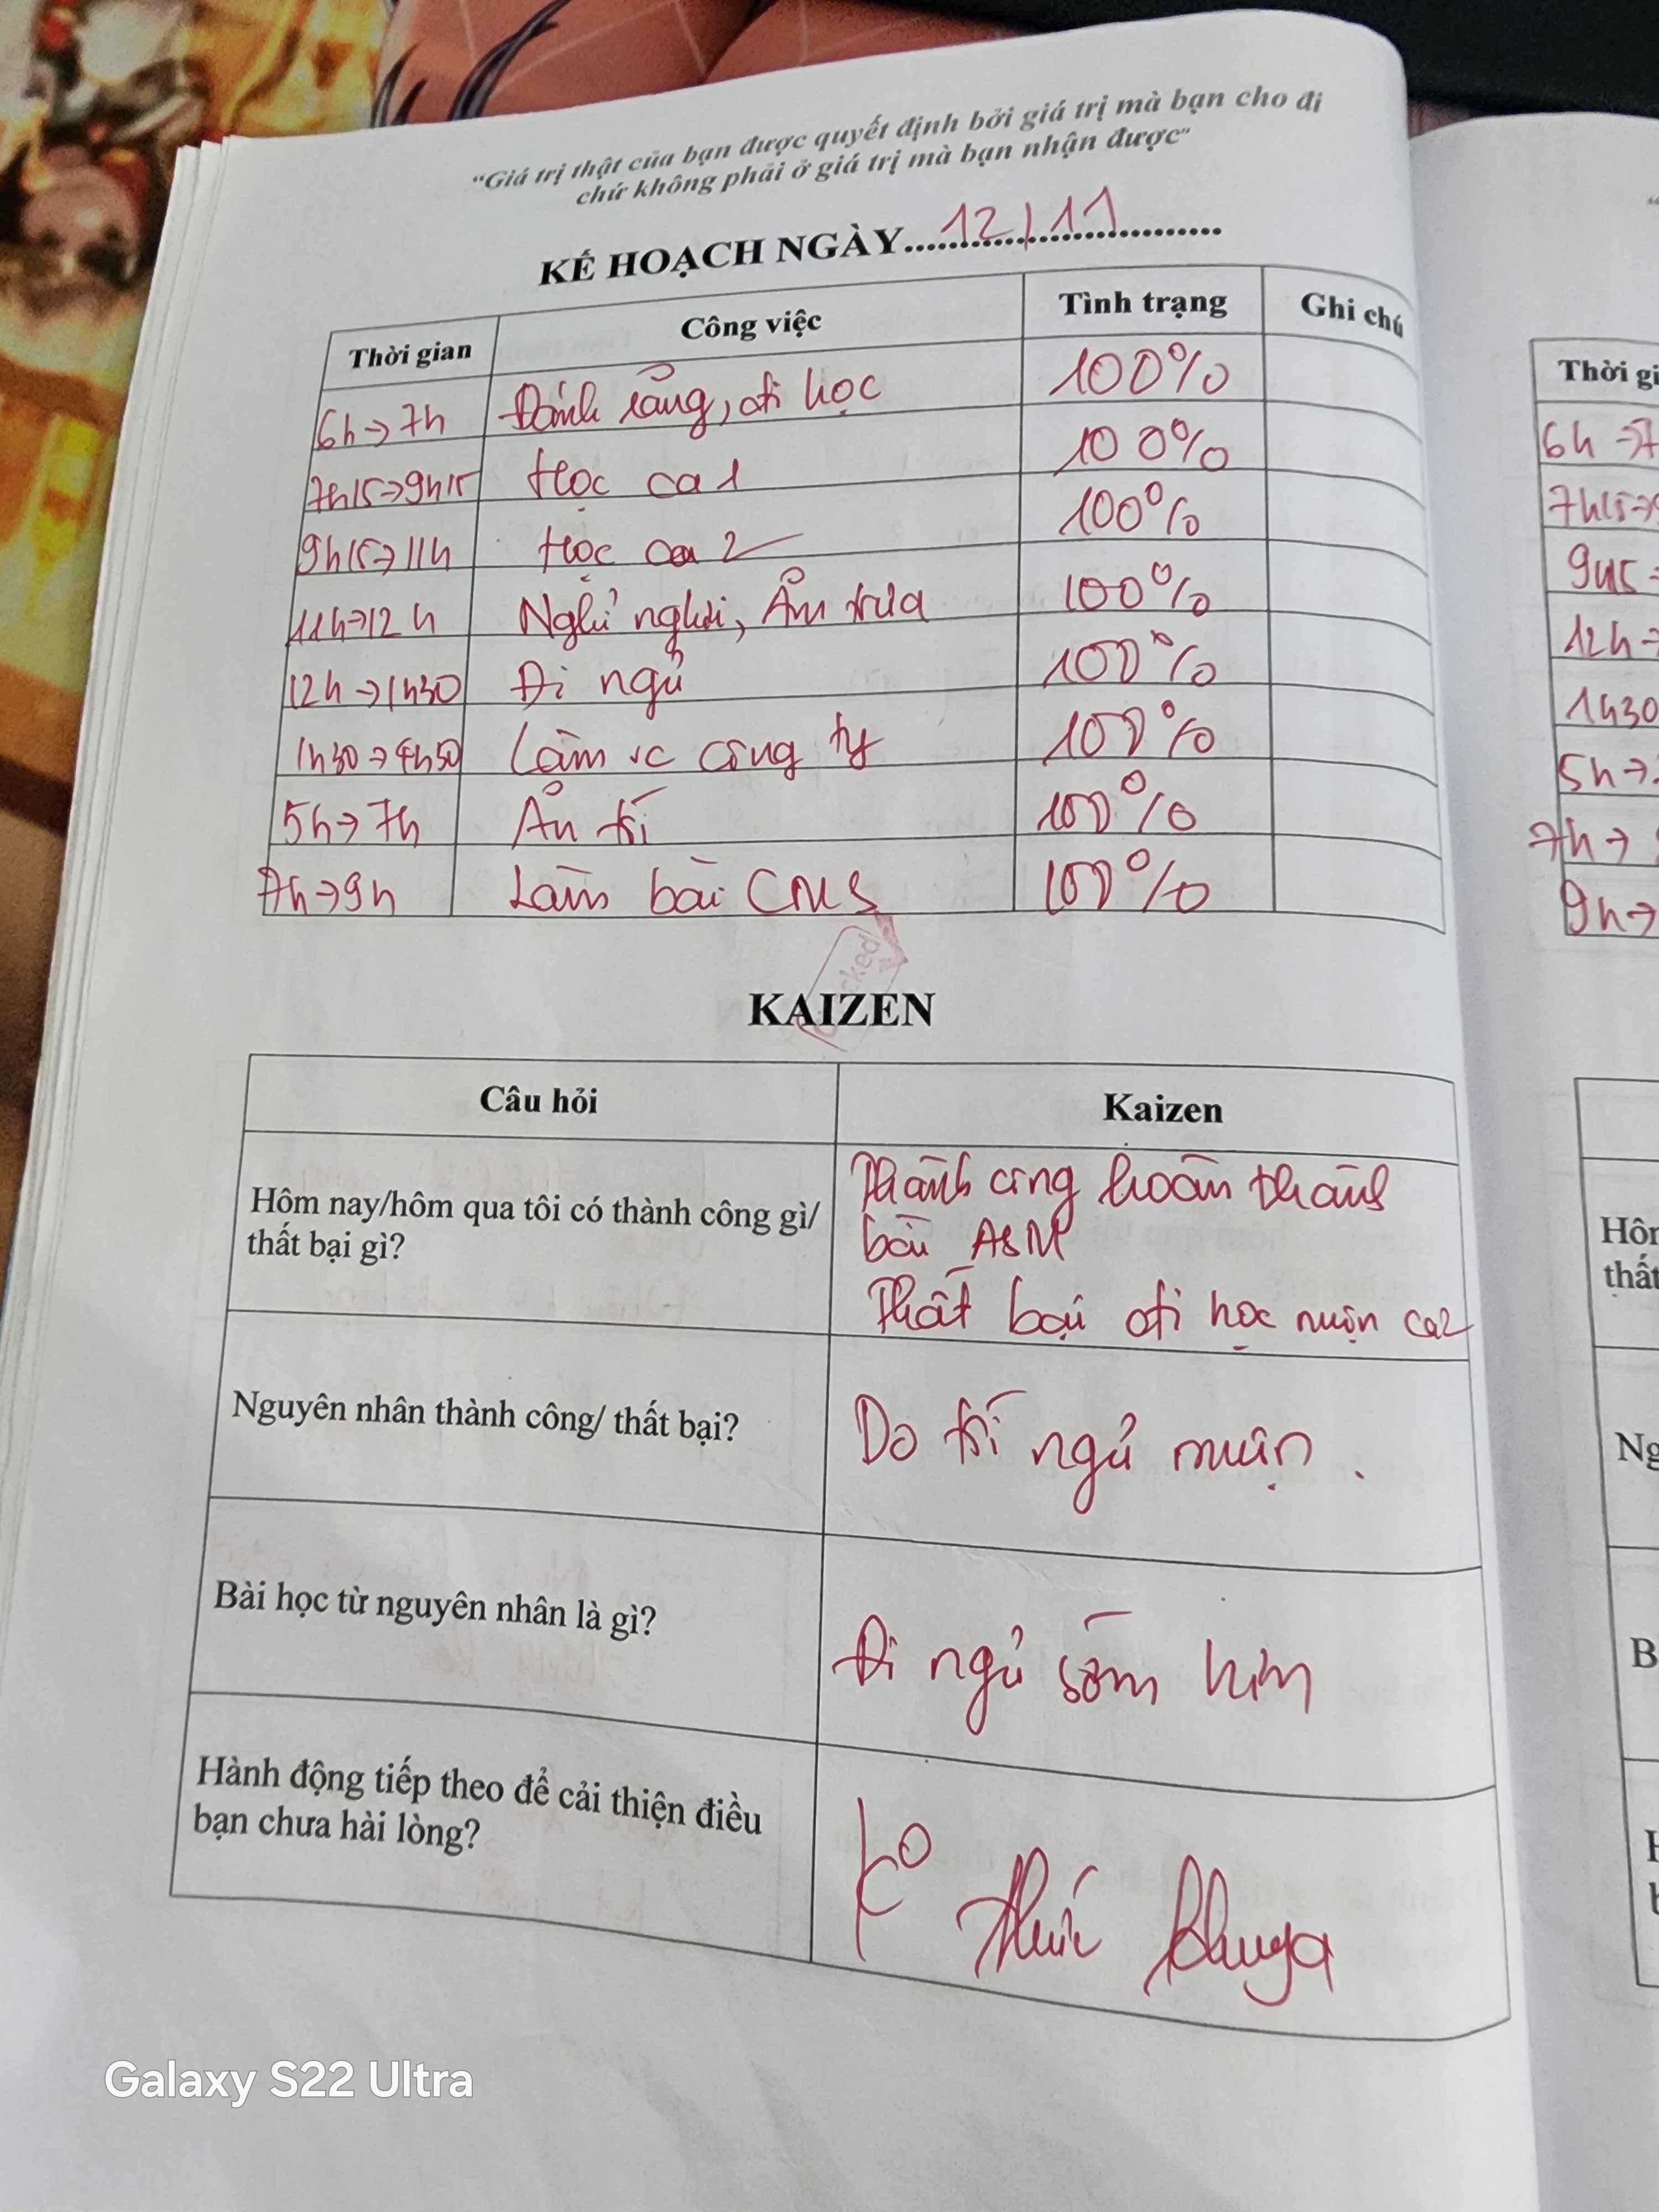 "Giá trị thật của bạn được quyết định bởi giá trị mà bạn cho đi
chứ không phải ở giá trị mà bạn nhận được"
KẾ HOẠCH NGÀY 12/11
Thời gian Công việc Tình trạng Ghi chú
6h→7h Đánh răng, đi học 100%
7h15→9h15 Học ca 1 100%
9h15→11h Học ca 2 100%
11h→12h Nghỉ ngơi, Ăn trưa 100%
12h→1h30 Đi ngủ 100%
1h30→4h50 Làm vc công ty 100%
5h→7h Ăn tối 100%
7h→9h Làm bài CMS 100%
KAIZEN
Câu hỏi Kaizen
Hôm nay/hôm qua tôi có thành công gì/
thất bại gì?
Thành công hoàn thành
bài ASM
Thất bại đi học muộn ca2
Nguyên nhân thành công/ thất bại?
Do tối ngủ muộn.
Bài học từ nguyên nhân là gì?
Đi ngủ sớm hơn
Hành động tiếp theo để cải thiện điều
bạn chưa hài lòng?
Ko thức khuya
Thời gi
6h→7
7h15→
9h15
12h→
1h30
5h→
7h→
9h→
Hôn
thất
Ng
B
Galaxy S22 Ultra